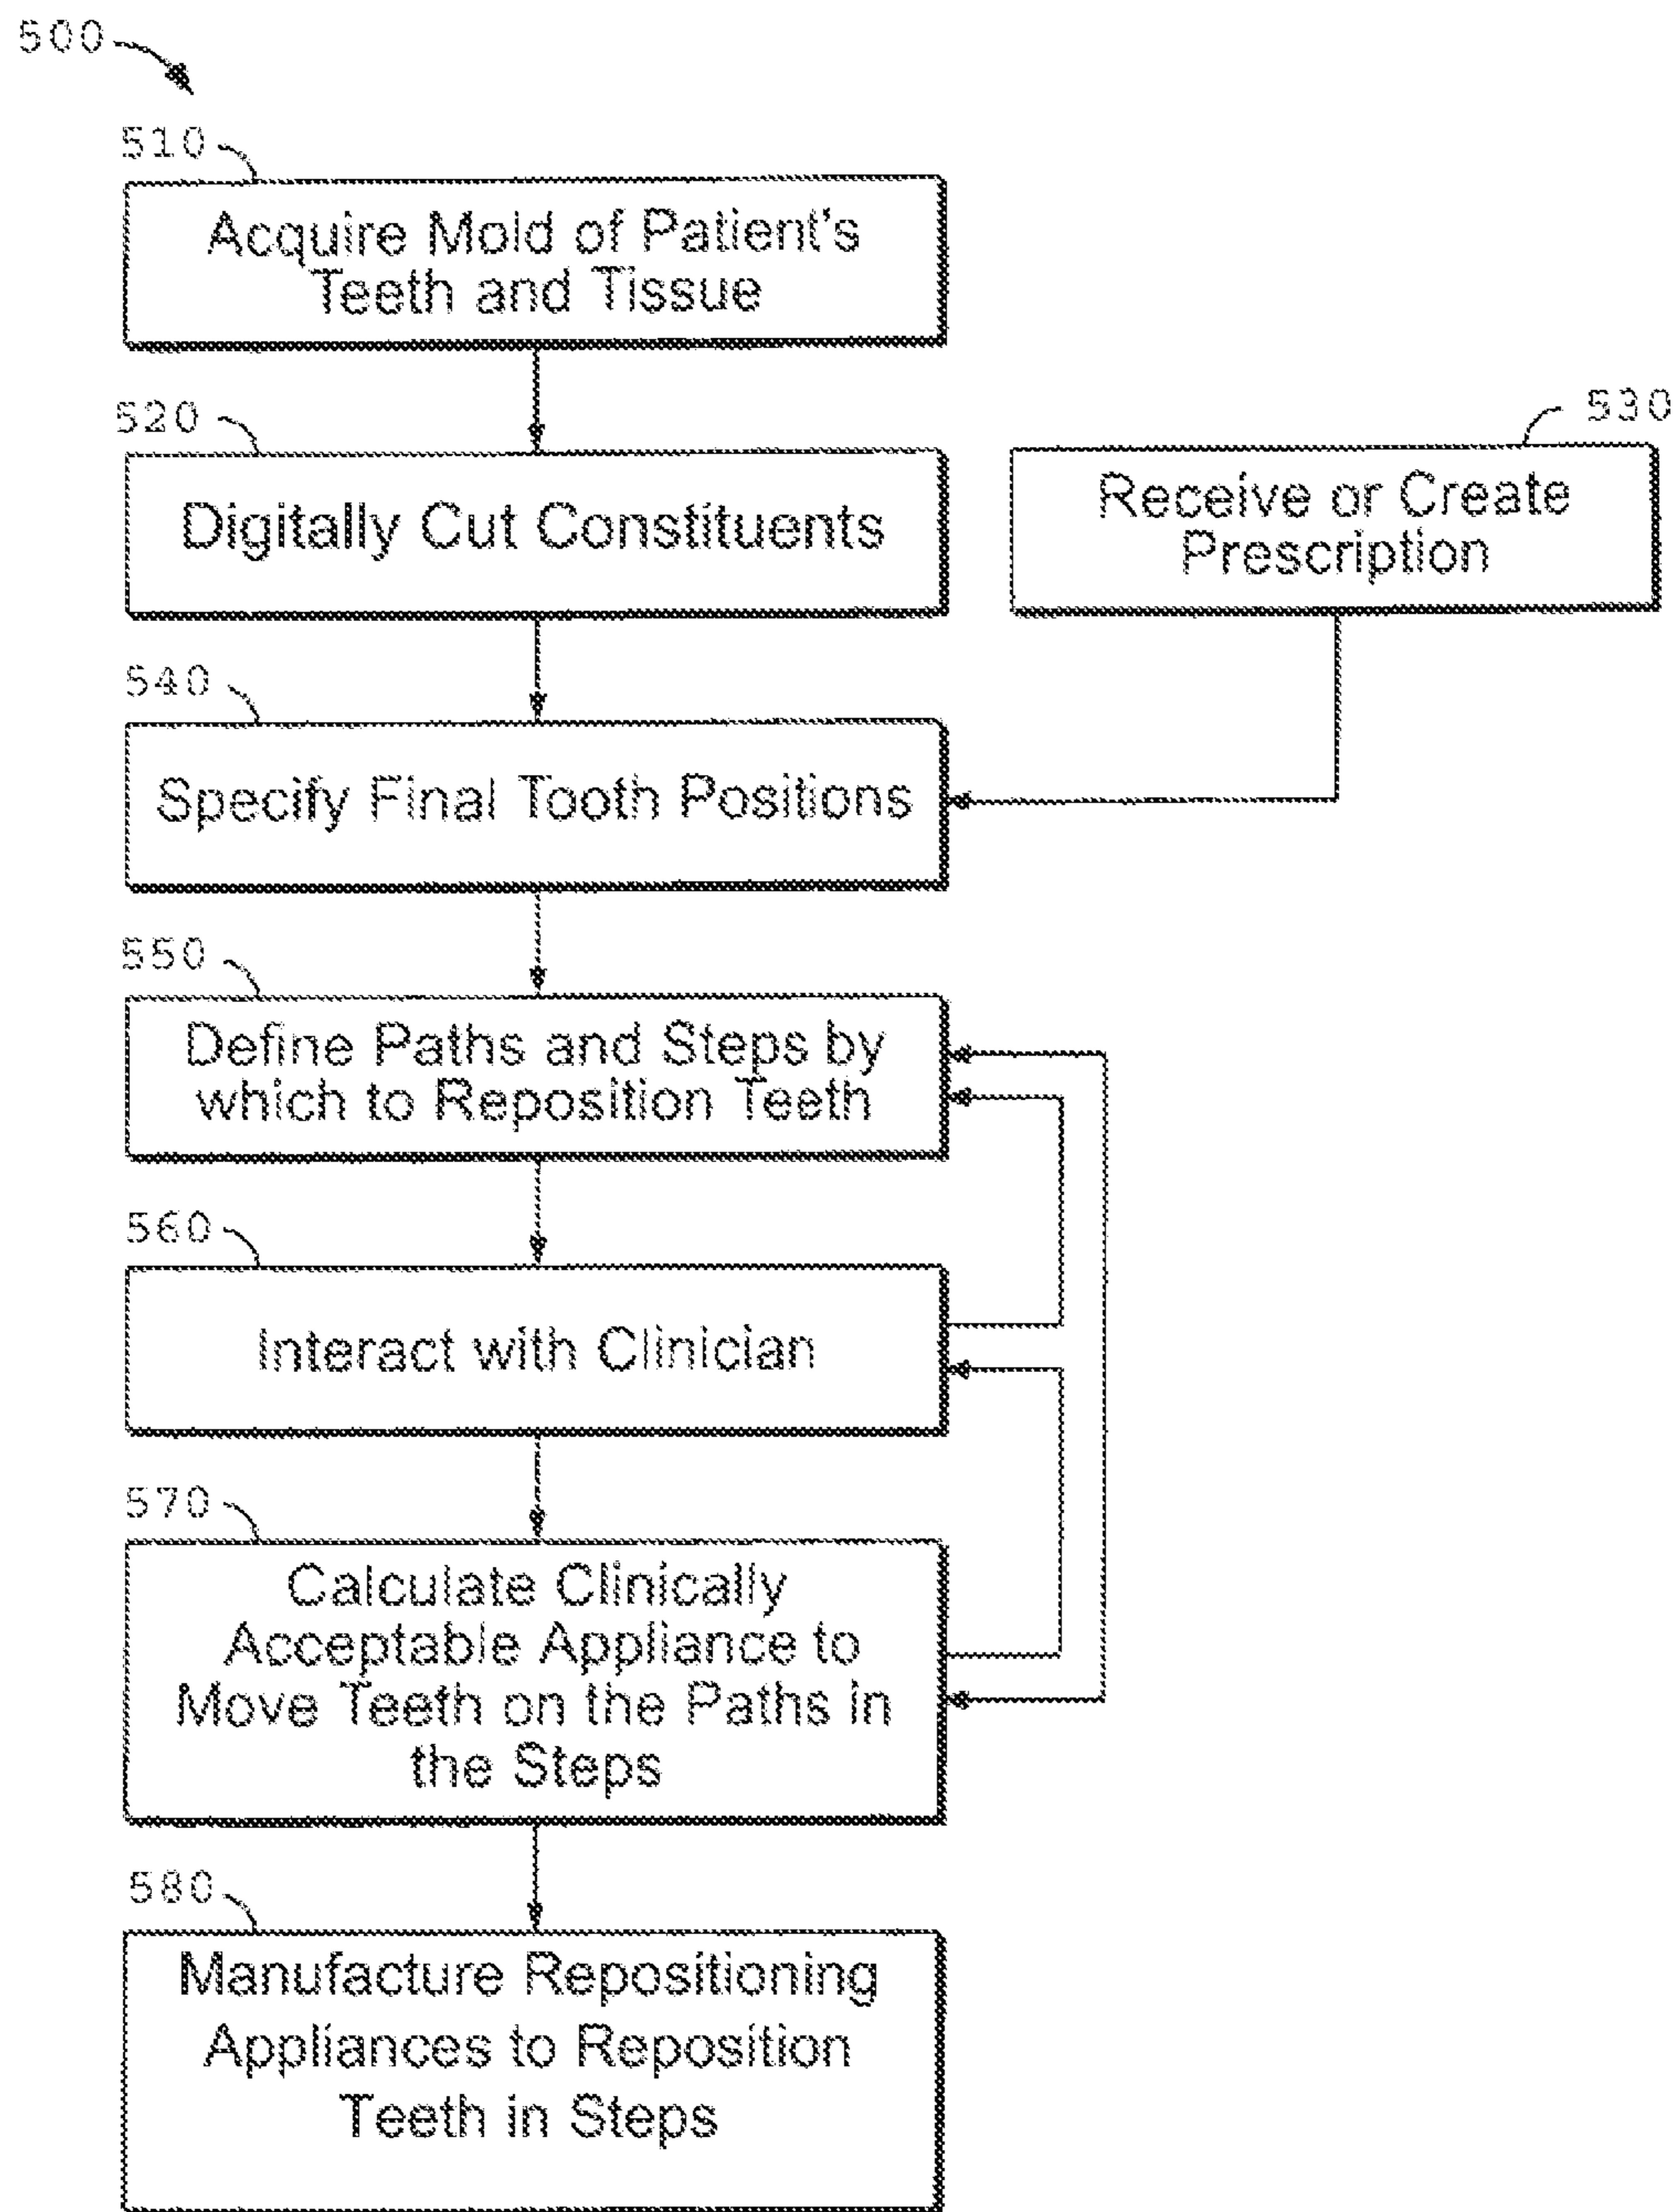 500
510
Acquire Mold of Patient's
Teeth and Tissue
520
Digitally Cut Constituents
530
Receive or Create
Prescription
540
Specify Final Tooth Positions
550
Define Paths and Steps by
which to Reposition Teeth
560
Interact with Clinician
570
Calculate Clinically
Acceptable Appliance to
Move Teeth on the Paths in
the Steps
580
Manufacture Repositioning
Appliances to Reposition
Teeth in Steps